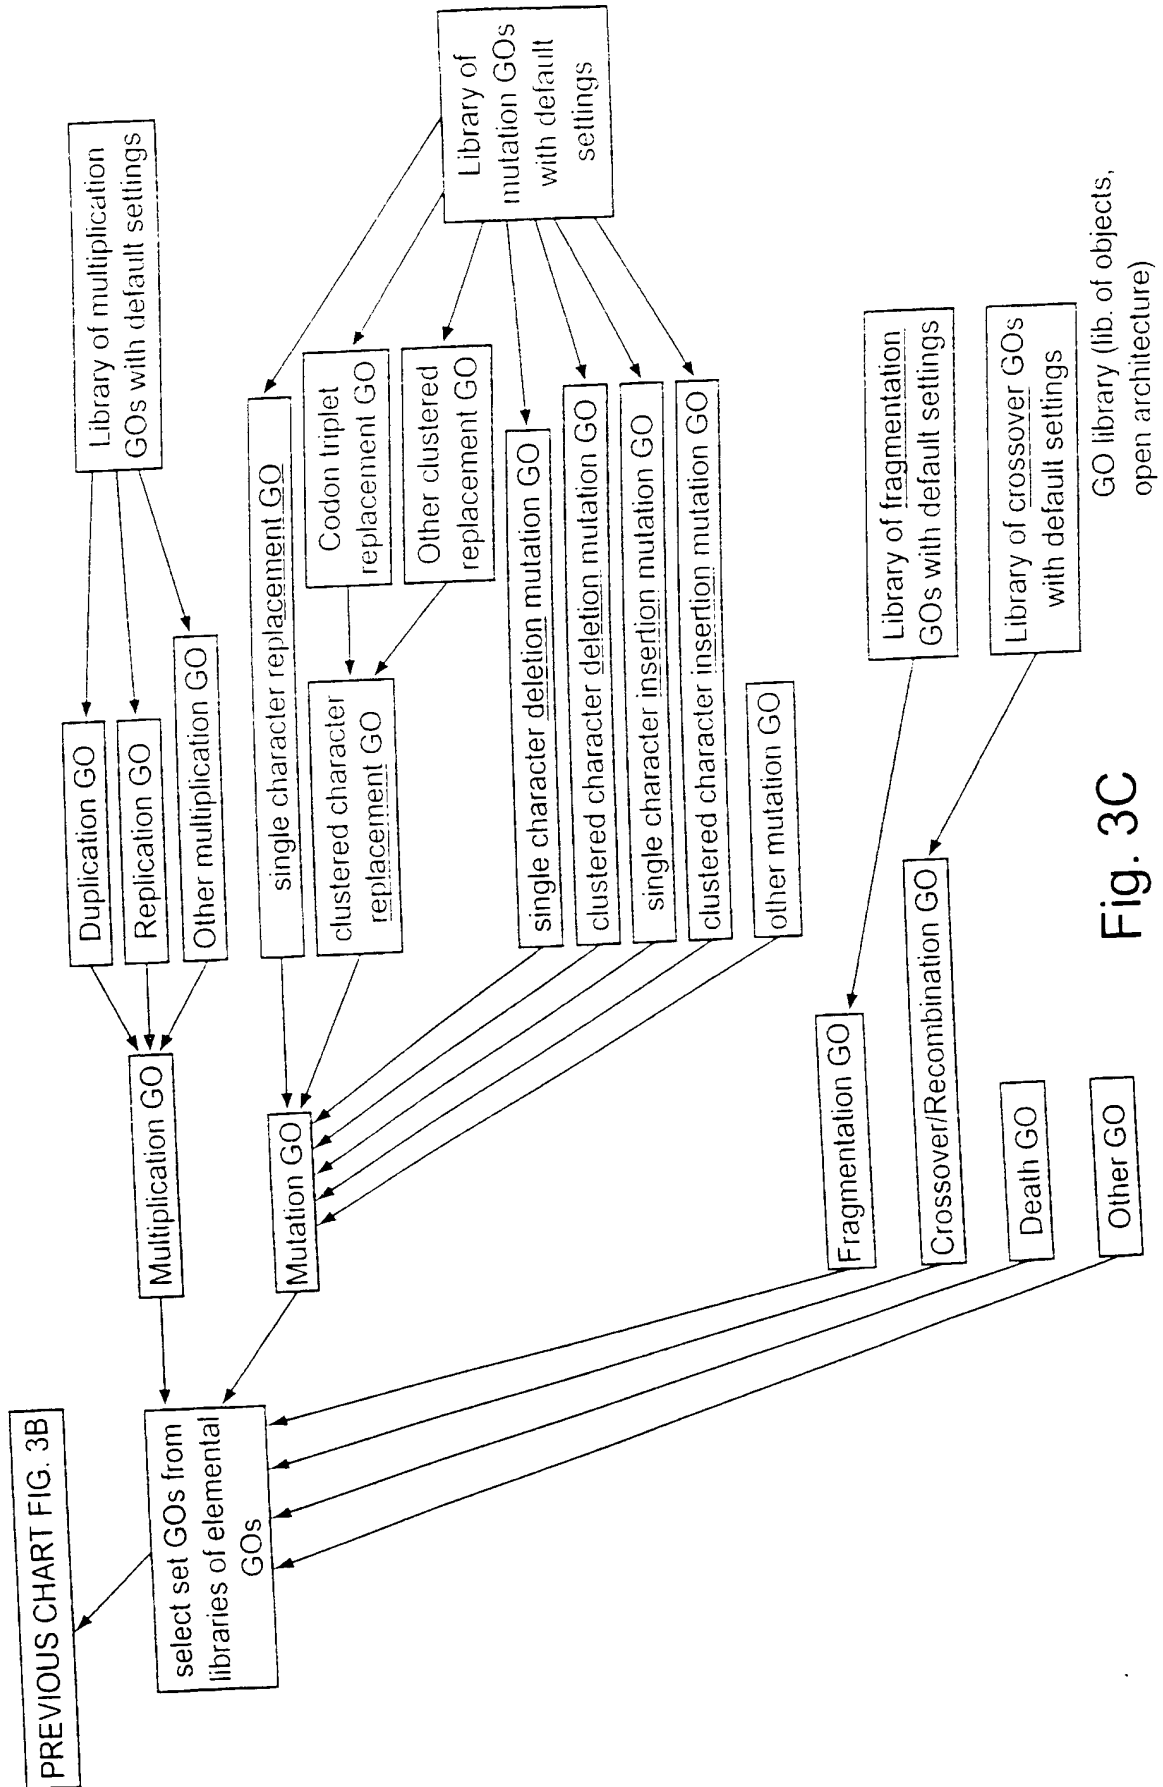 PREVIOUS CHART FIG. 3B
select set GOs from
libraries of elemental
GOs
Multiplication GO
Duplication GO
Replication GO
Other multiplication GO
Library of multiplication
GOs with default settings
Mutation GO
single character replacement GO
clustered character
replacement GO
Codon triplet
replacement GO
Other clustered
replacement GO
single character deletion mutation GO
clustered character deletion mutation GO
single character insertion mutation GO
clustered character insertion mutation GO
other mutation GO
Library of
mutation GOs
with default
settings
Fragmentation GO
Library of fragmentation
GOs with default settings
Crossover/Recombination GO
Library of crossover GOs
with default settings
Death GO
Other GO
GO library (lib. of objects,
open architecture)
Fig. 3C